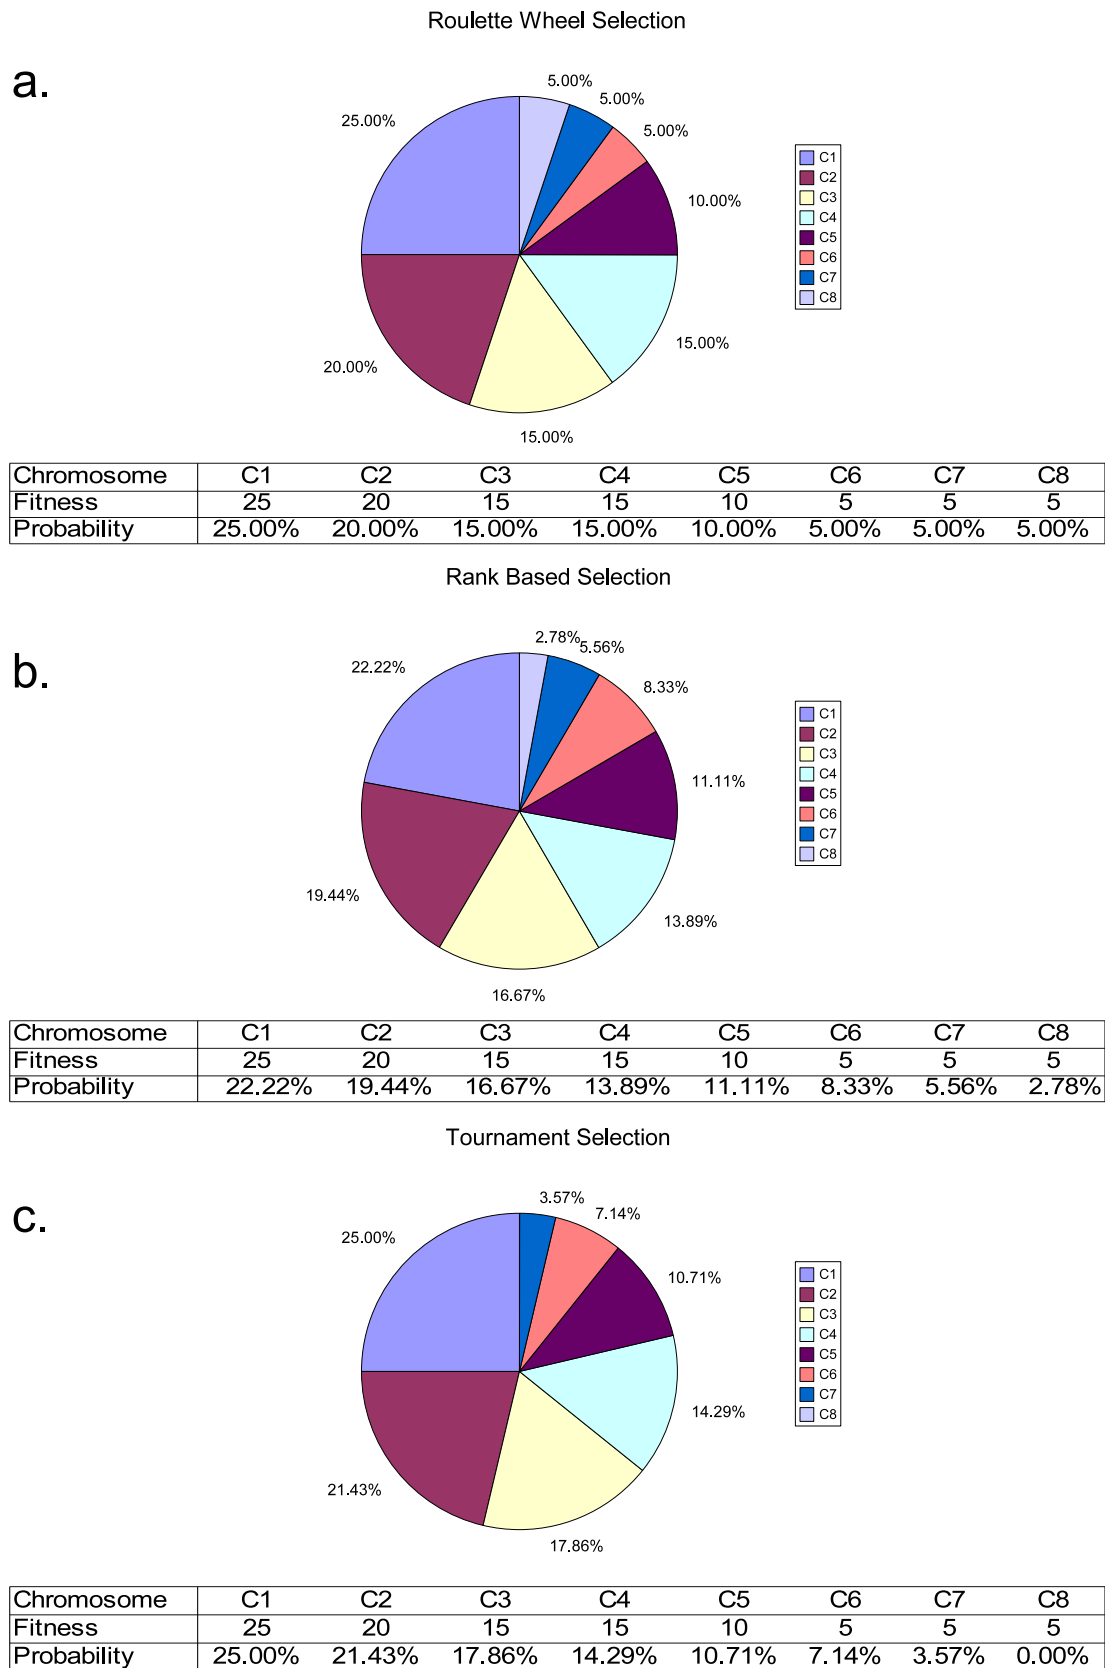 Roulette Wheel Selection
a.
5.00%
5.00%
25.00%
5.00%
10.00%
15.00%
20.00%
15.00%
C1
C2
C3
C4
C5
C6
C7
C8
Chromosome C1 C2 C3 C4 C5 C6 C7 C8
Fitness 25 20 15 15 10 5 5 5
Probability 25.00% 20.00% 15.00% 15.00% 10.00% 5.00% 5.00% 5.00%
Rank Based Selection
b.
2.78%
5.56%
22.22%
8.33%
11.11%
19.44%
13.89%
16.67%
C1
C2
C3
C4
C5
C6
C7
C8
Chromosome C1 C2 C3 C4 C5 C6 C7 C8
Fitness 25 20 15 15 10 5 5 5
Probability 22.22% 19.44% 16.67% 13.89% 11.11% 8.33% 5.56% 2.78%
Tournament Selection
c.
3.57%
7.14%
25.00%
10.71%
14.29%
21.43%
17.86%
C1
C2
C3
C4
C5
C6
C7
C8
Chromosome C1 C2 C3 C4 C5 C6 C7 C8
Fitness 25 20 15 15 10 5 5 5
Probability 25.00% 21.43% 17.86% 14.29% 10.71% 7.14% 3.57% 0.00%